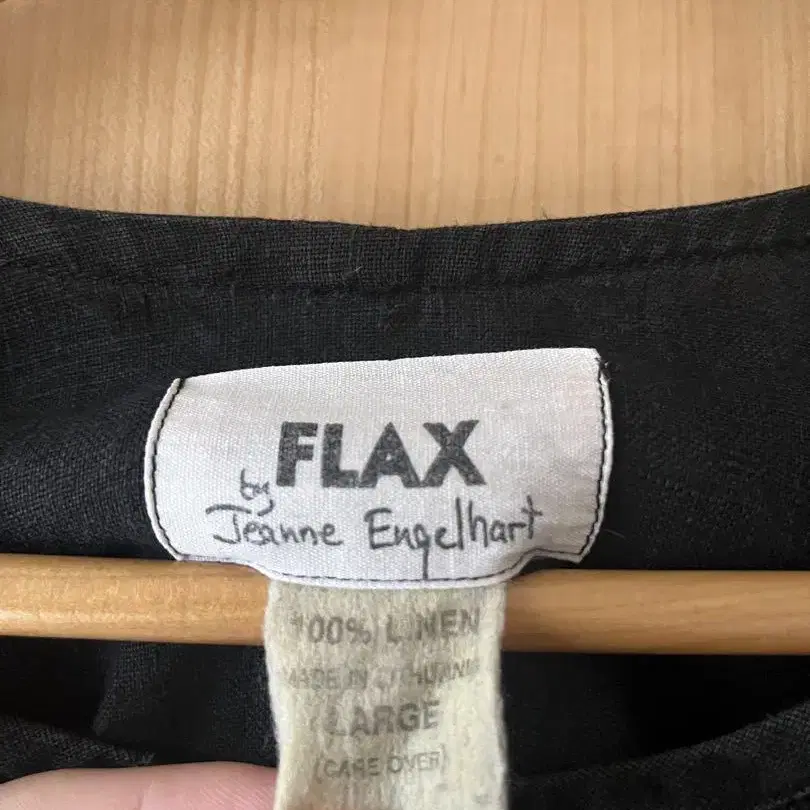 FLAX
by
Jeanne Engelhart
100% LINEN
MADE IN LITHUANIA
LARGE
(CARE OVER)